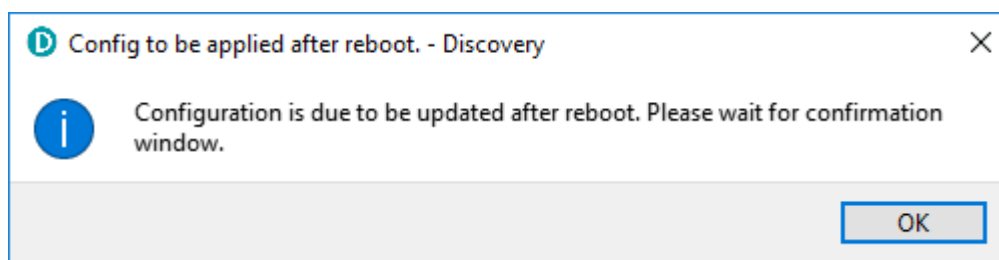 Config to be applied after reboot. - Discovery
Configuration is due to be updated after reboot. Please wait for confirmation
window.
OK